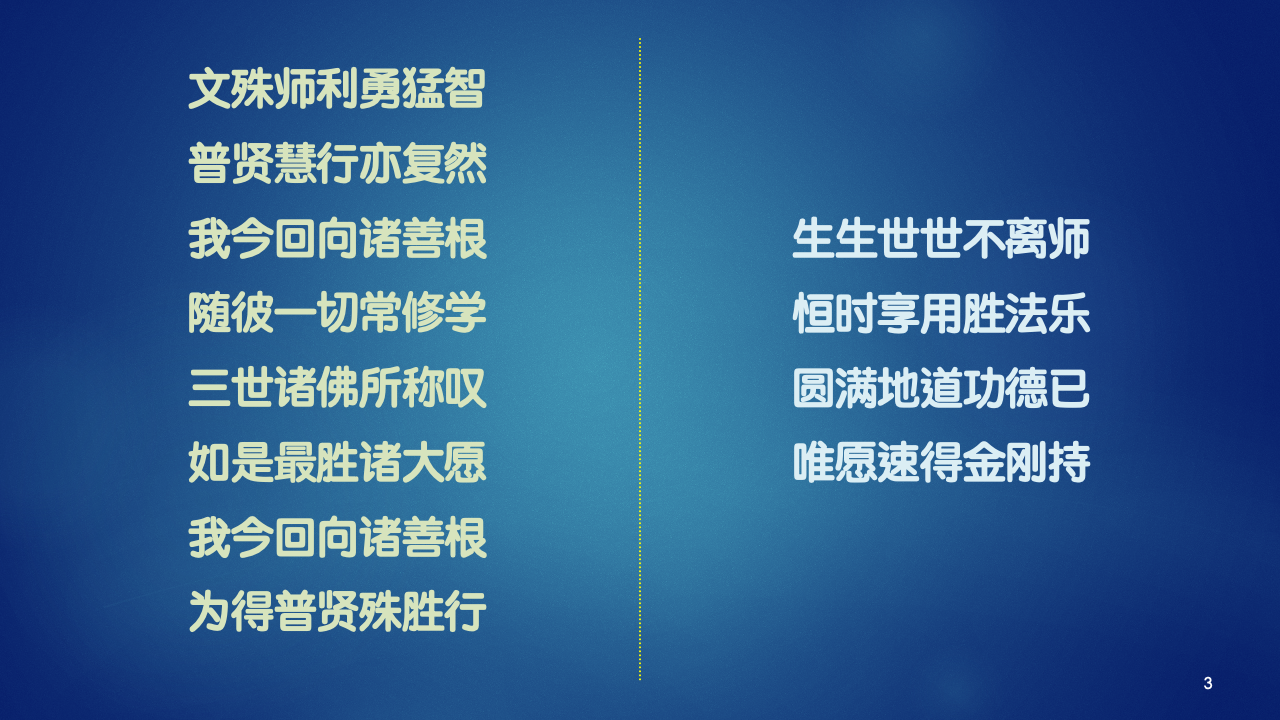 文殊师利勇猛智
普贤慧行亦复然
我今回向诸善根
随彼一切常修学
三世诸佛所称叹
如是最胜诸大愿
我今回向诸善根
为得普贤殊胜行
生生世世不离师
恒时享用胜法乐
圆满地道功德已
唯愿速得金刚持
3